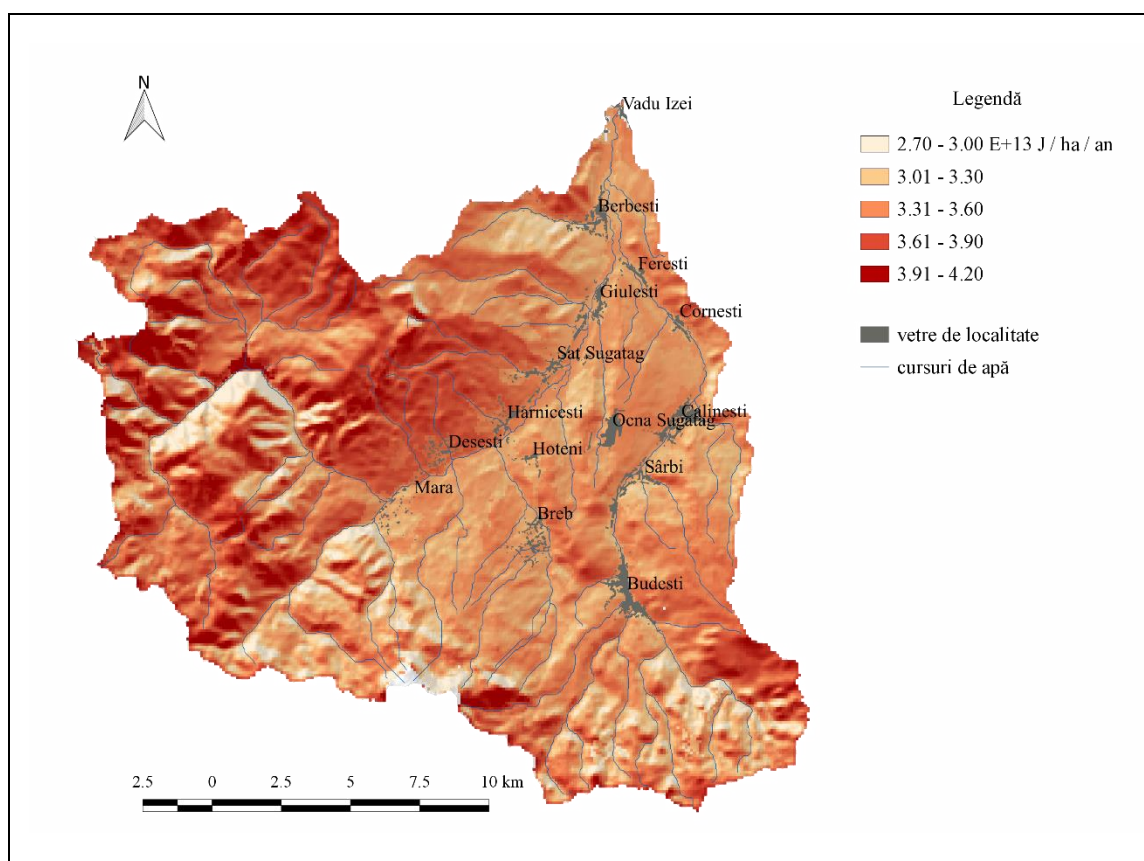 N
Vadu Izei
Legendă
2.70 - 3.00 E+13 J / ha / an
3.01 - 3.30
3.31 - 3.60
3.61 - 3.90
3.91 - 4.20
vetre de localitate
cursuri de apă
Berbesti
Feresti
Giulesti
Cornesti
Sat Sugatag
Harnicesti
Calinesti
Ocna Sugatag
Desesti
Hoteni
Sârbi
Mara
Breb
Budesti
2.5 0 2.5 5 7.5 10 km